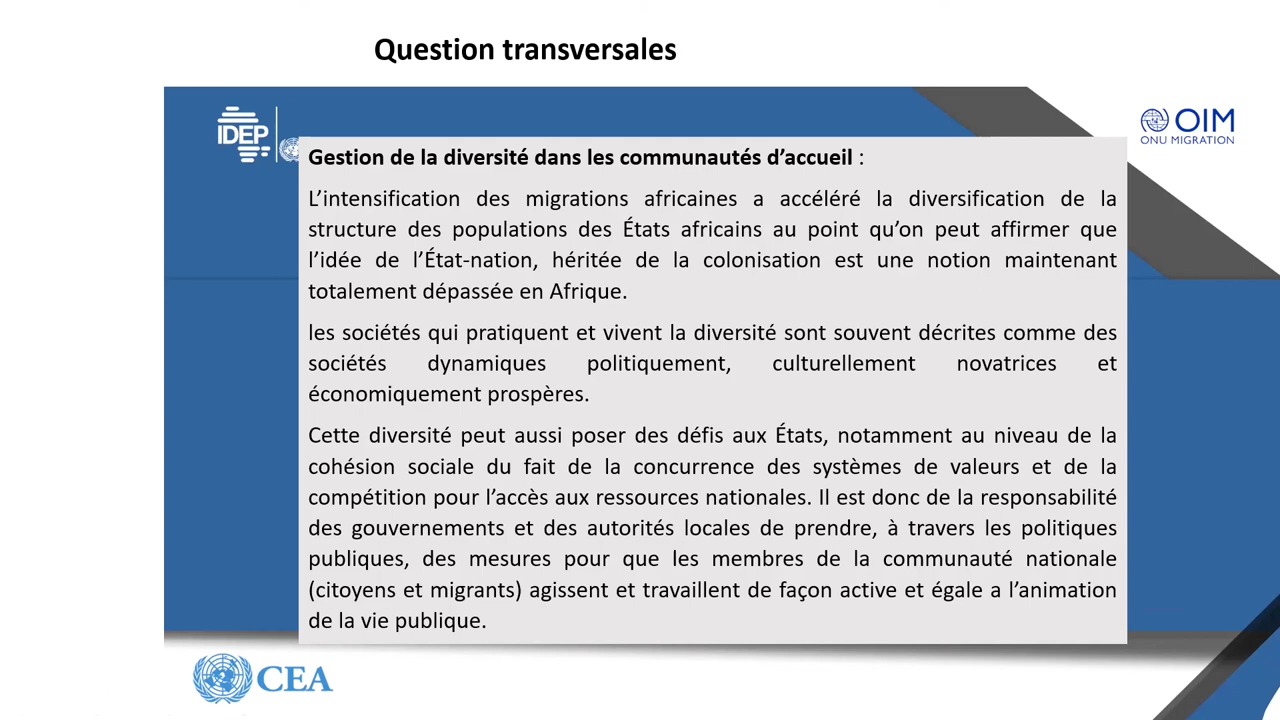 Question transversales
IDEP
OIM
ONU MIGRATION
Gestion de la diversité dans les communautés d’accueil :
L’intensification des migrations africaines a accéléré la diversification de la
structure des populations des États africains au point qu’on peut affirmer que
l’idée de l’État-nation, héritée de la colonisation est une notion maintenant
totalement dépassée en Afrique.
les sociétés qui pratiquent et vivent la diversité sont souvent décrites comme des
sociétés dynamiques politiquement, culturellement novatrices et
économiquement prospères.
Cette diversité peut aussi poser des défis aux États, notamment au niveau de la
cohésion sociale du fait de la concurrence des systèmes de valeurs et de la
compétition pour l’accès aux ressources nationales. Il est donc de la responsabilité
des gouvernements et des autorités locales de prendre, à travers les politiques
publiques, des mesures pour que les membres de la communauté nationale
(citoyens et migrants) agissent et travaillent de façon active et égale a l’animation
de la vie publique.
CEA